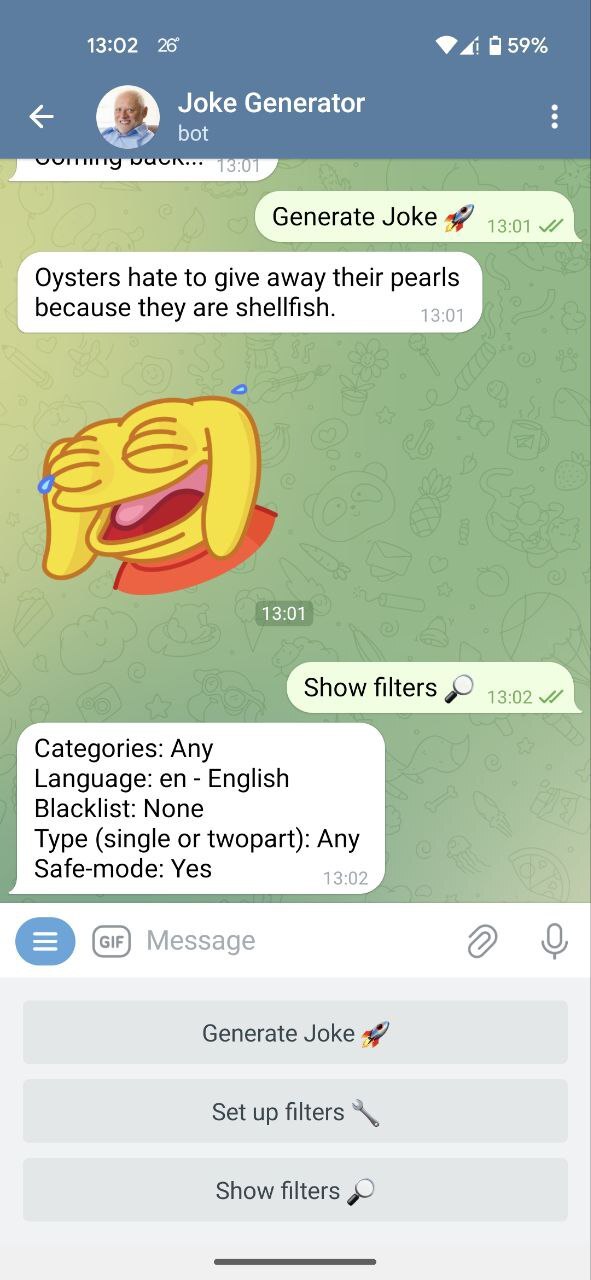 13:02 26° 59%
Joke Generator
bot
Coming back... 13:01
Generate Joke 🚀 13:01
Oysters hate to give away their pearls
because they are shellfish. 13:01
13:01
Show filters 🔎 13:02
Categories: Any
Language: en - English
Blacklist: None
Type (single or twopart): Any
Safe-mode: Yes 13:02
GIF Message
Generate Joke 🚀
Set up filters 🔧
Show filters 🔎